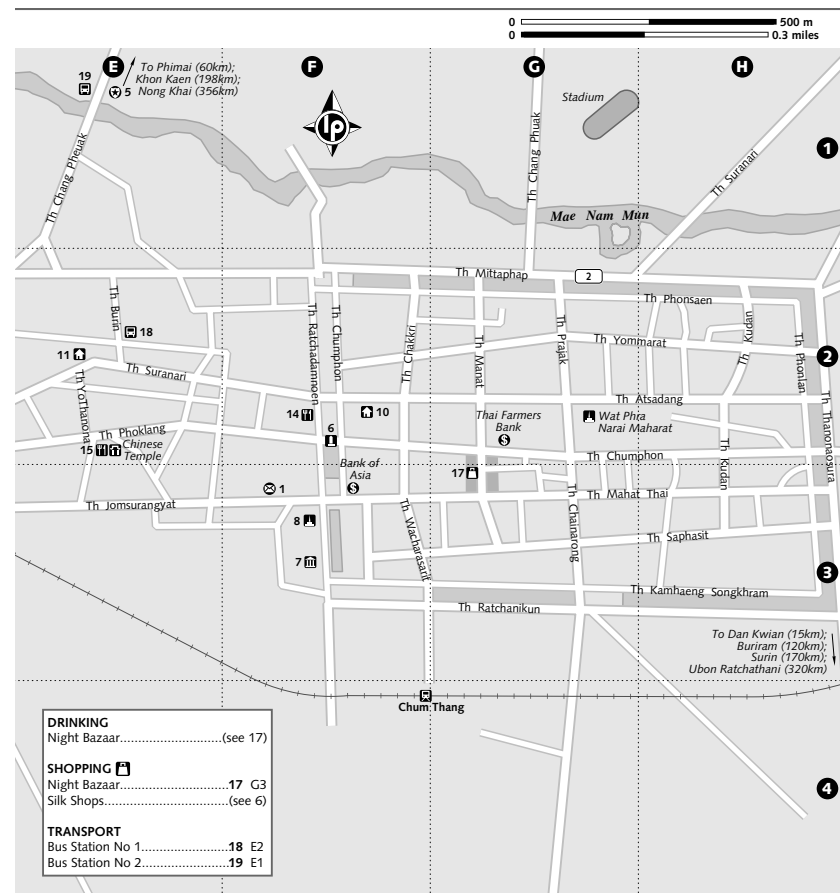 0 500 m
0 0.3 miles
E F G H
19
5
To Phimai (60km);
Khon Kaen (198km);
Nong Khai (356km)
lp
Stadium
1
Th Chang Pheuak
Th Chang Phuak
Th Suranari
Mae Nam Mun
Th Mittaphap
2
Th Phonsaen
Th Burin
18
Th Ratchadamnoen
Th Chumphon
Th Chakkri
Th Manat
Th Prajak
Th Yommarat
Th Kupan
Th Phonlan
2
11
Th Suranari
Th YoThanona
Th Atsadang
14
10
6
Thai Farmers
Bank
Wat Phra
Narai Maharat
Th Thanonaosura
Th Phoklang
15
Chinese
Temple
Th Chumphon
Bank of
Asia
17
Th Kudan
1
Th Mahat Thai
Th Jomsurangyat
8
Th Wacharasarit
Th Chainarong
Th Saphasit
7
3
Th Kamhaeng Songkhram
Th Ratchanikun
To Dan Kwian (15km);
Buriram (120km);
Surin (170km);
Ubon Ratchathani (320km)
Chum Thang
DRINKING
Night Bazaar............................(see 17)
SHOPPING
Night Bazaar..............................17 G3
Silk Shops................................(see 6)
TRANSPORT
Bus Station No 1.........................18 E2
Bus Station No 2.........................19 E1
4